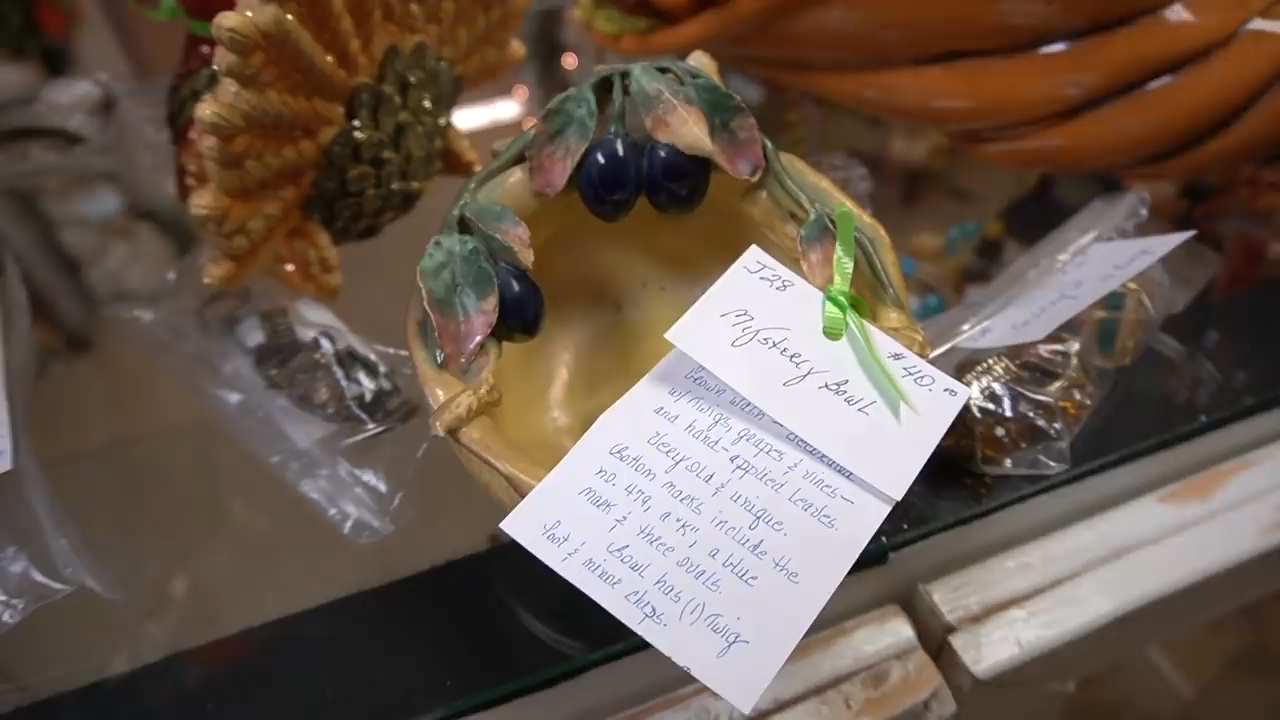 J28
#40.00
Mystery Bowl
Brown wash - decorated
w/ Twigs, grapes & vines -
and hand-applied leaves.
Very old & unique.
Bottom marks include the
no. 479, a "K", a blue
mark & three ovals.
Bowl has (1) Twig
foot & minor chips.